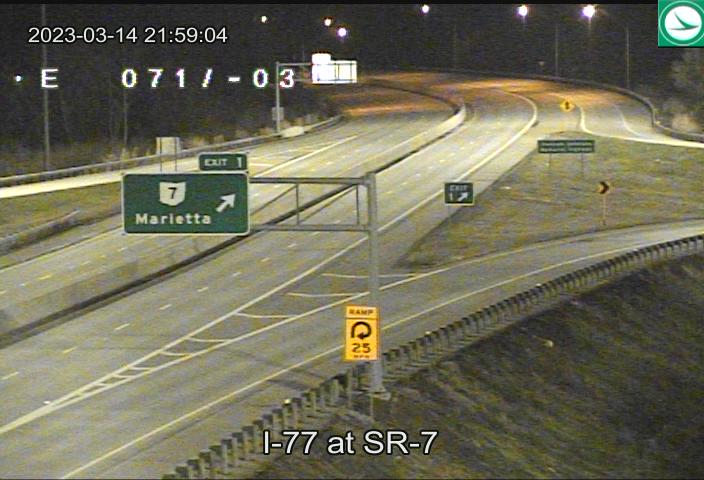 2023-03-14 21:59:04
E 071/-03
EXIT 1
7
Marietta
EXIT
1
RAMP
25
MPH
I-77 at SR-7